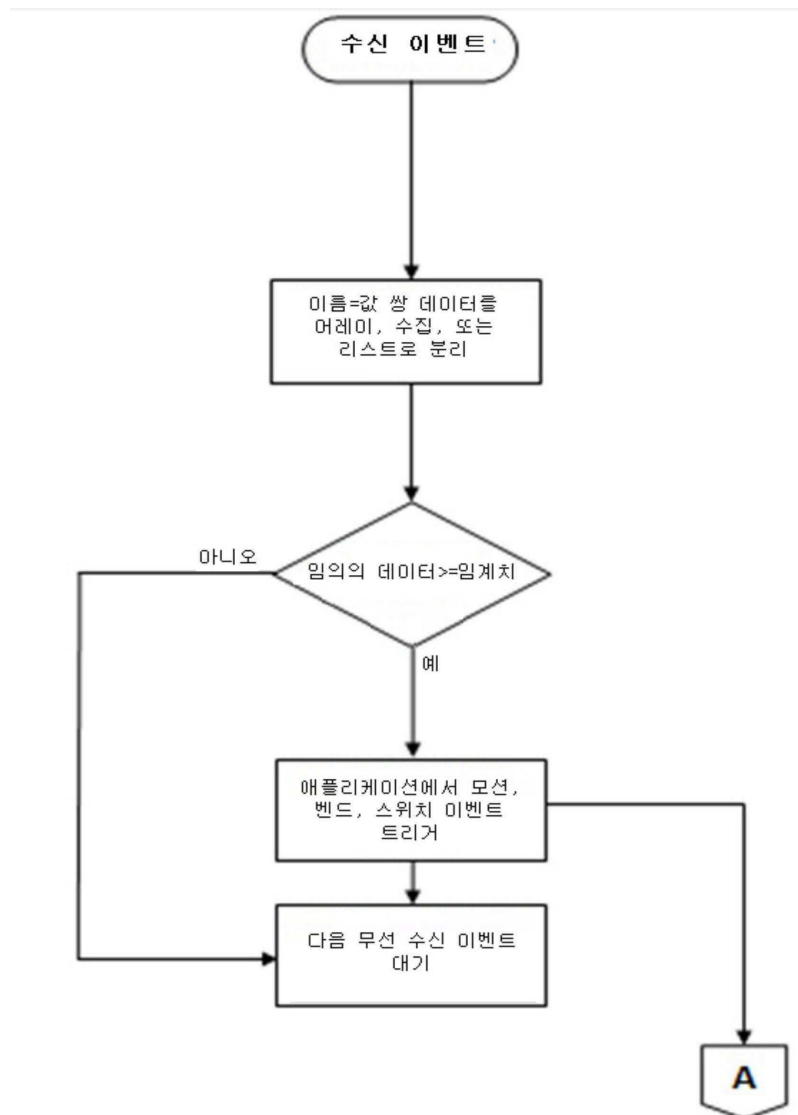 수신 이벤트
이름=값 쌍 데이터를
어레이, 수집, 또는
리스트로 분리
아니오
임의의 데이터>=임계치
예
애플리케이션에서 모션,
벤드, 스위치 이벤트
트리거
다음 무선 수신 이벤트
대기
A